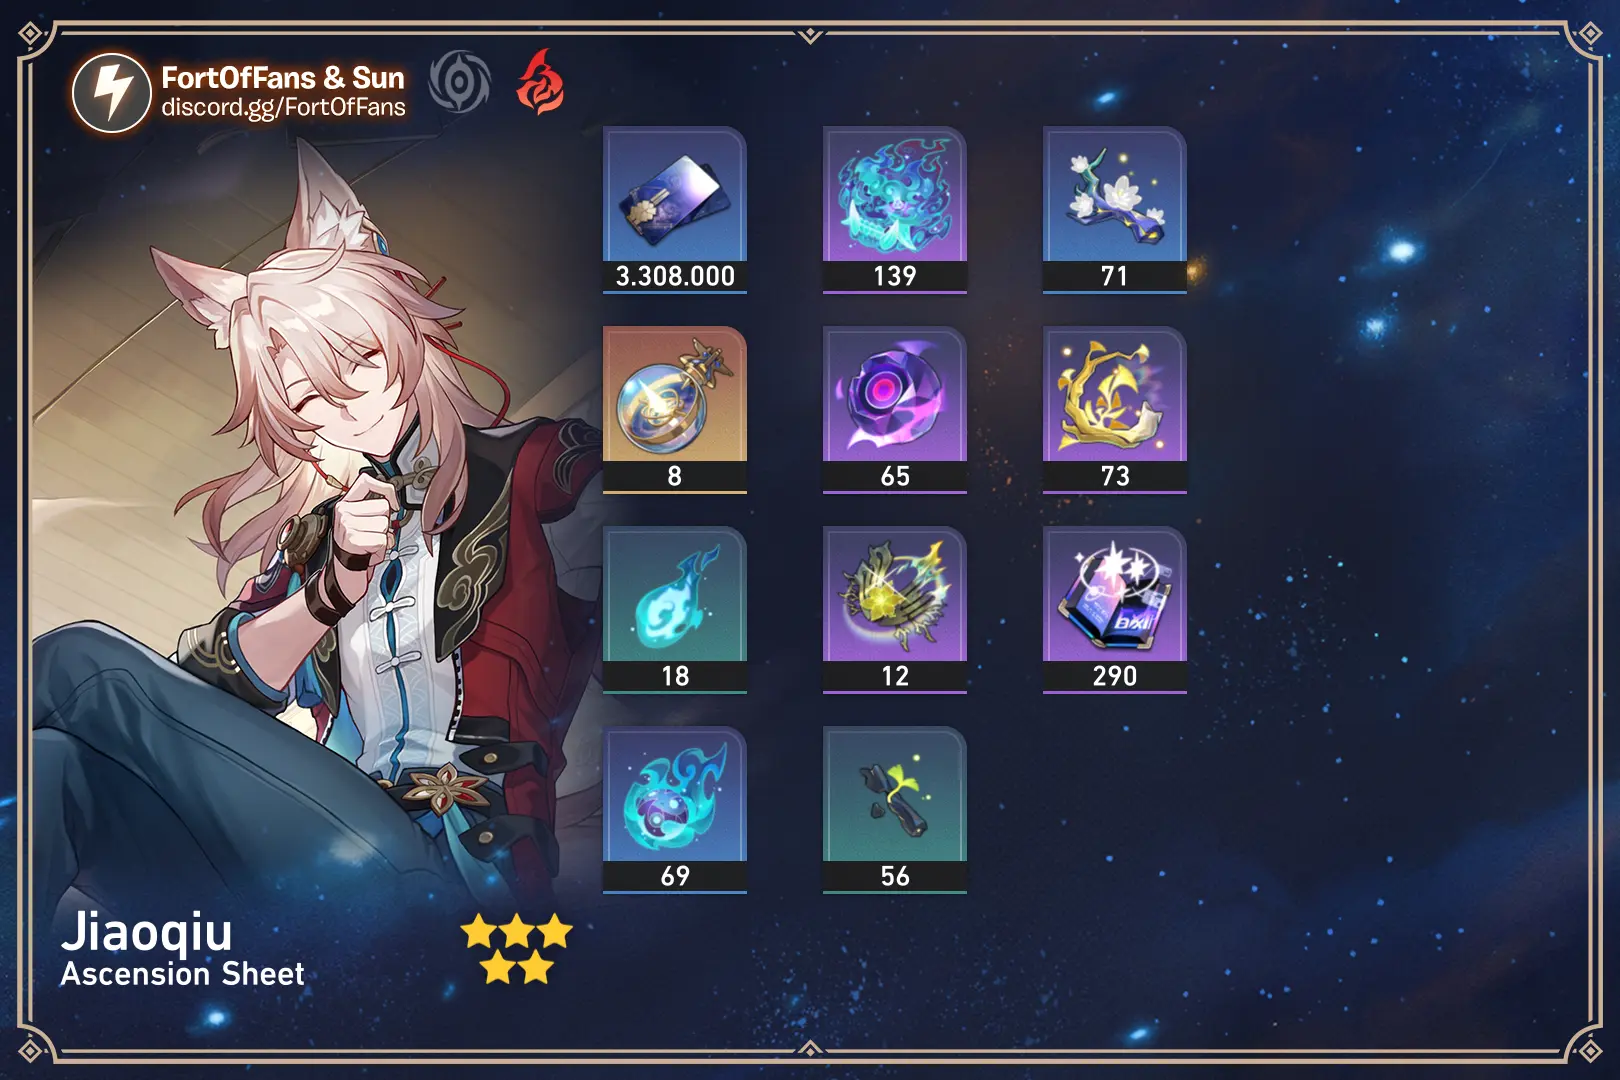 FortOfFans & Sun
discord.gg/FortOfFans
3.308.000
139
71
8
65
73
18
12
290
69
56
Jiaoqiu
Ascension Sheet